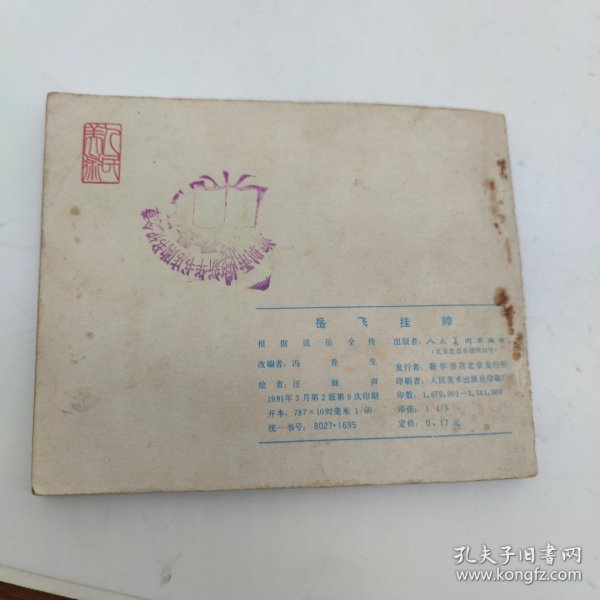 人民美术
岳飞挂帅
根据说岳全传
出版者：人民美术出版社
改编者：冯善生
发行者：新华书店北京发行所
绘者：汪继声
印刷者：人民美术出版社印刷厂
1981年3月第2版第9次印刷
印数：1,670,001—3,741,000
开本：787×1092毫米 1/60
印张：1 4/5
统一书号：8027·1695
定价：0.17元
孔夫子旧书网
www.kongfz.com